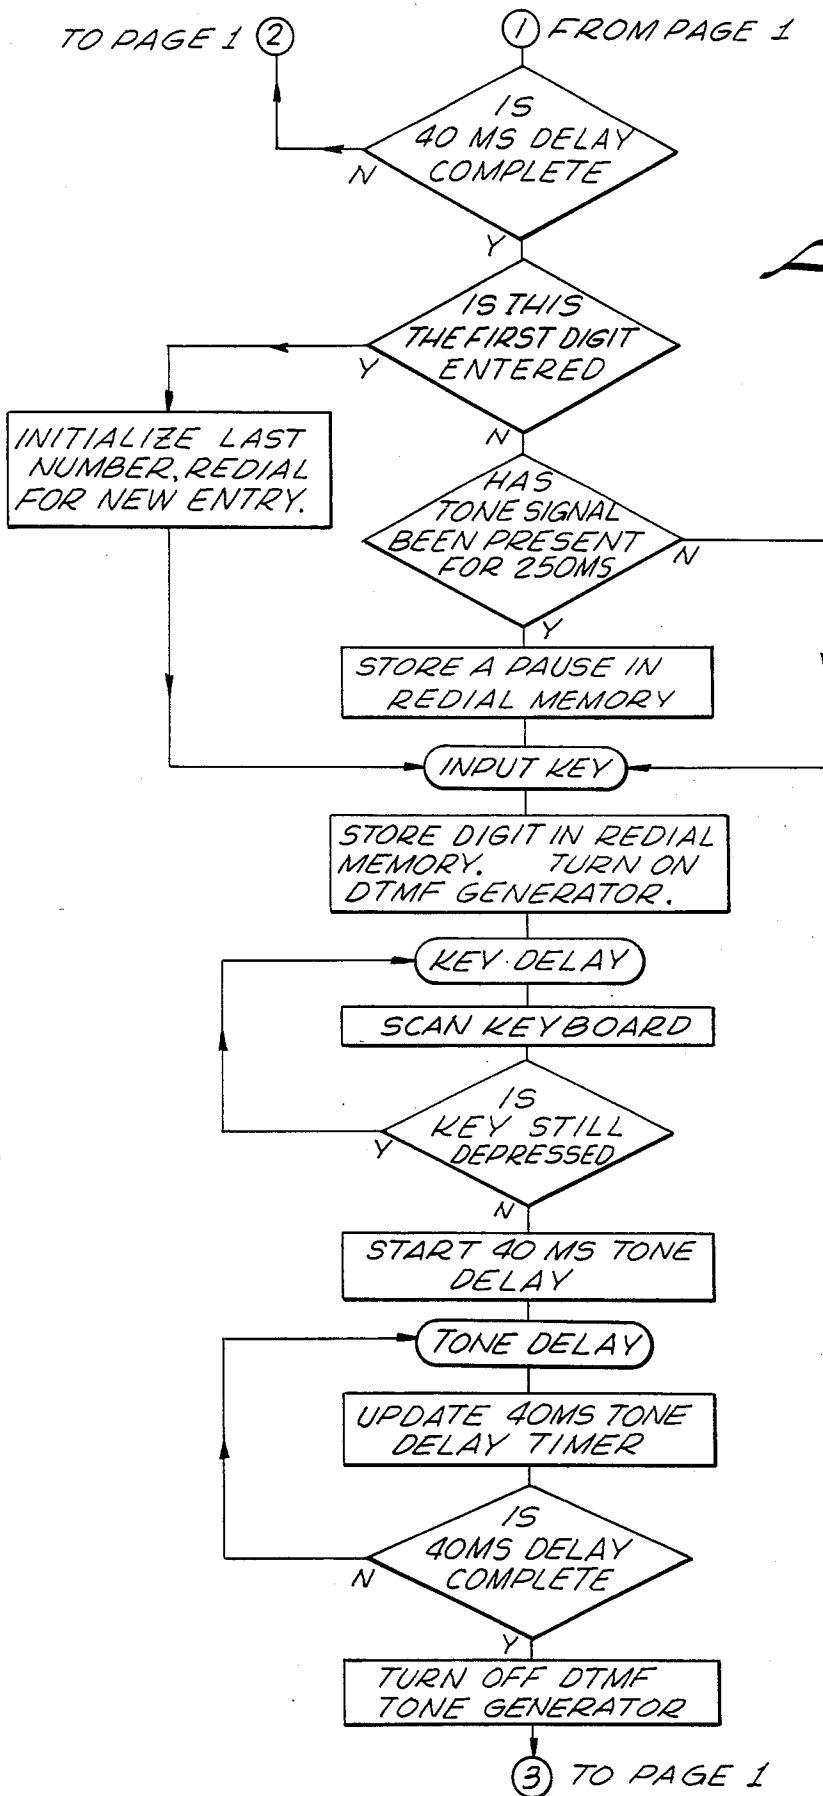 TO PAGE 1 2
1 FROM PAGE 1
IS
40 MS DELAY
COMPLETE
N
Y
IS THIS
THE FIRST DIGIT
ENTERED
Y
N
INITIALIZE LAST
NUMBER, REDIAL
FOR NEW ENTRY.
HAS
TONE SIGNAL
BEEN PRESENT
FOR 250MS
N
Y
STORE A PAUSE IN
REDIAL MEMORY
INPUT KEY
STORE DIGIT IN REDIAL
MEMORY. TURN ON
DTMF GENERATOR.
KEY DELAY
SCAN KEYBOARD
IS
KEY STILL
DEPRESSED
Y
N
START 40 MS TONE
DELAY
TONE DELAY
UPDATE 40MS TONE
DELAY TIMER
IS
40MS DELAY
COMPLETE
N
Y
TURN OFF DTMF
TONE GENERATOR
3 TO PAGE 1